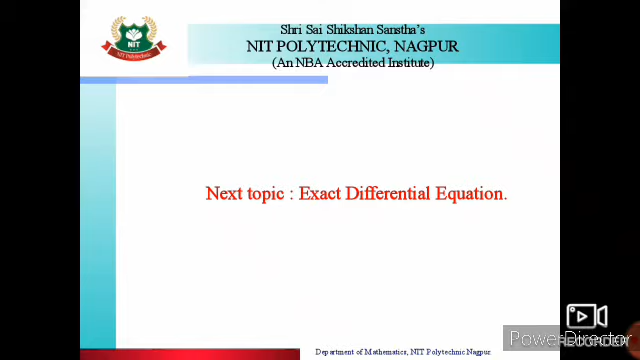 Shri Sai Shikshan Sanstha's
NIT POLYTECHNIC, NAGPUR
(An NBA Accredited Institute)
NIT
NIT Polytechnic
Next topic : Exact Differential Equation.
PowerDirector
RECORDER
Department of Mathematics, NIT Polytechnic Nagpur